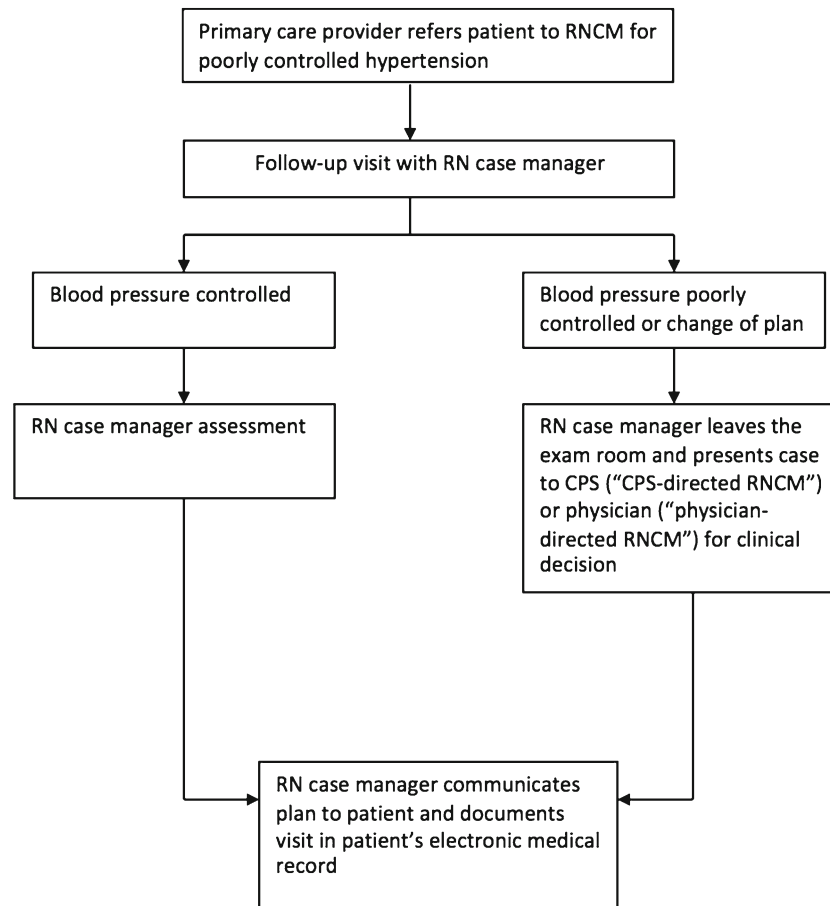 Primary care provider refers patient to RNCM for
poorly controlled hypertension
Follow-up visit with RN case manager
Blood pressure controlled
Blood pressure poorly
controlled or change of plan
RN case manager assessment
RN case manager leaves the
exam room and presents case
to CPS (“CPS-directed RNCM”)
or physician (“physician-
directed RNCM”) for clinical
decision
RN case manager communicates
plan to patient and documents
visit in patient’s electronic medical
record